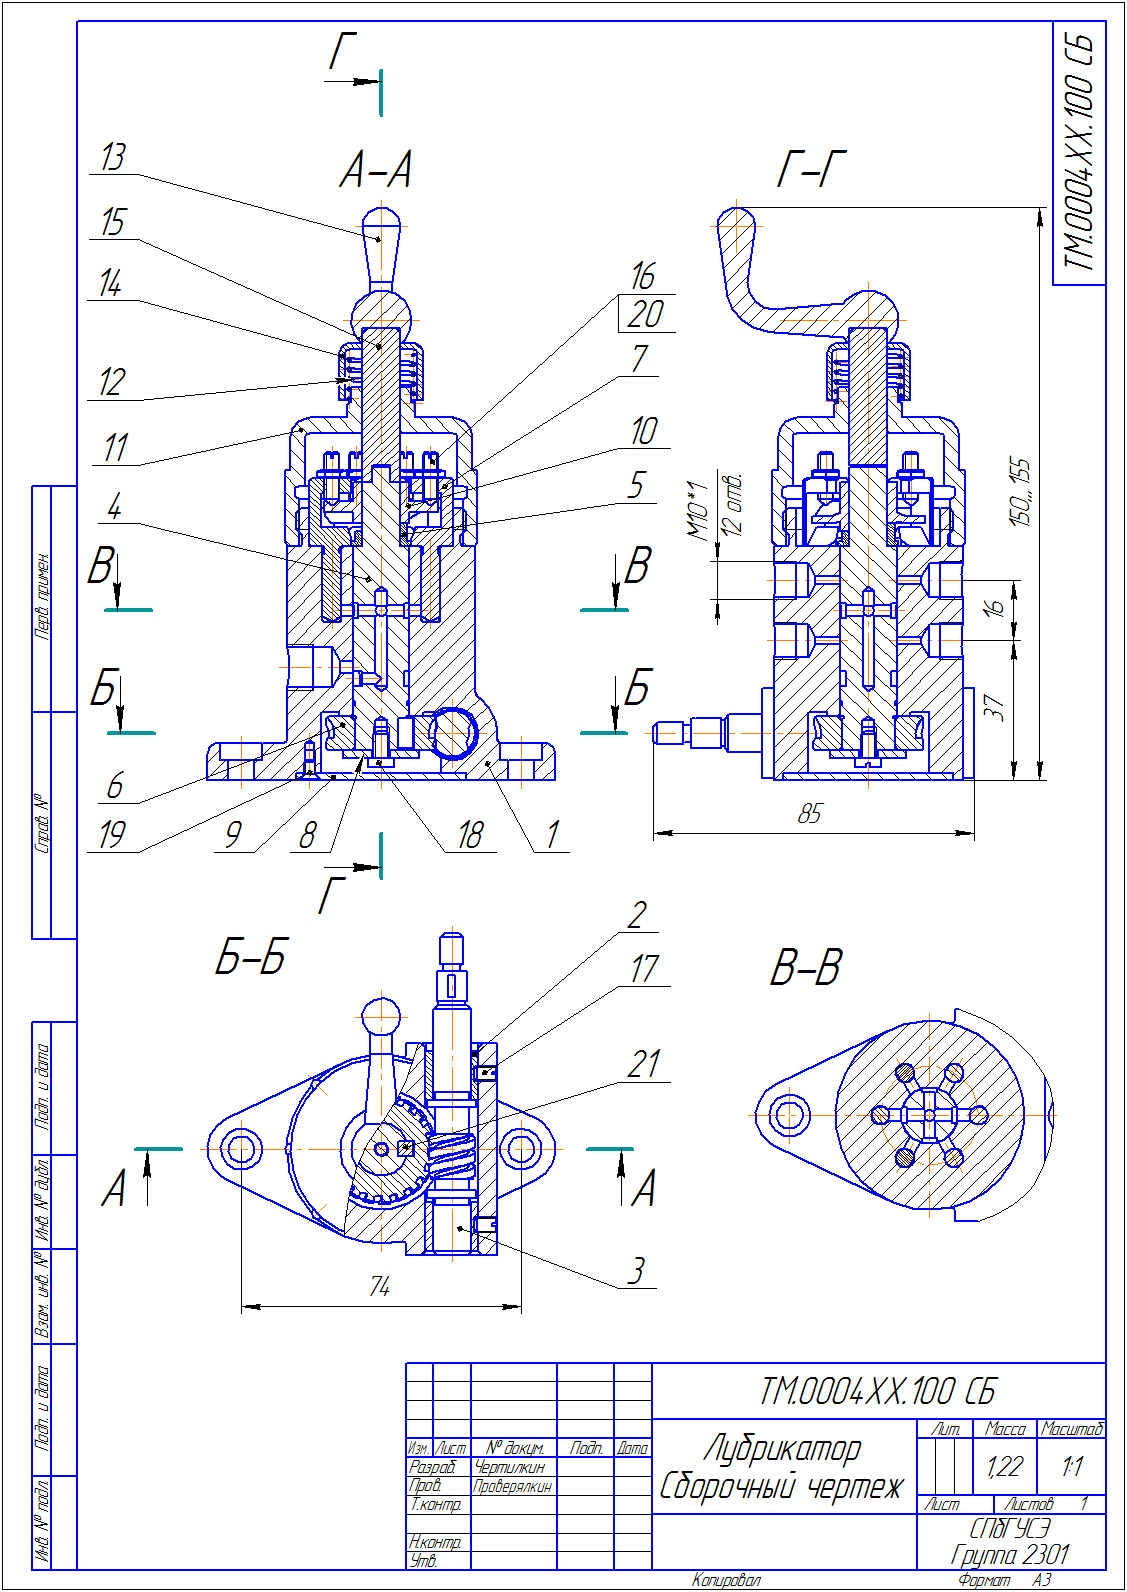 ТМ.0004ХХ.100 СБ
Г
А-А
Г-Г
13
15
14
12
11
4
16
20
7
10
5
М10*1
12 отв.
150...155
16
37
85
В
В
Б
Б
6
19
9
8
18
1
Г
Б-Б
В-В
2
17
21
3
А
А
74
Перв. примен.
Справ. №
Подп. и дата
Инв. № дубл.
Взам. инв. №
Подп. и дата
Инв. № подл.
ТМ.0004ХХ.100 СБ
Изм. Лист № докум. Подп. Дата
Разраб. Чертилкин
Пров. Проверялкин
Т.контр.
Н.контр.
Утв.
Лубрикатор
Сборочный чертеж
Лит. Масса Масштаб
1,22 1:1
Лист Листов 1
СПбГУСЭ
Группа 2301
Копировал Формат А3